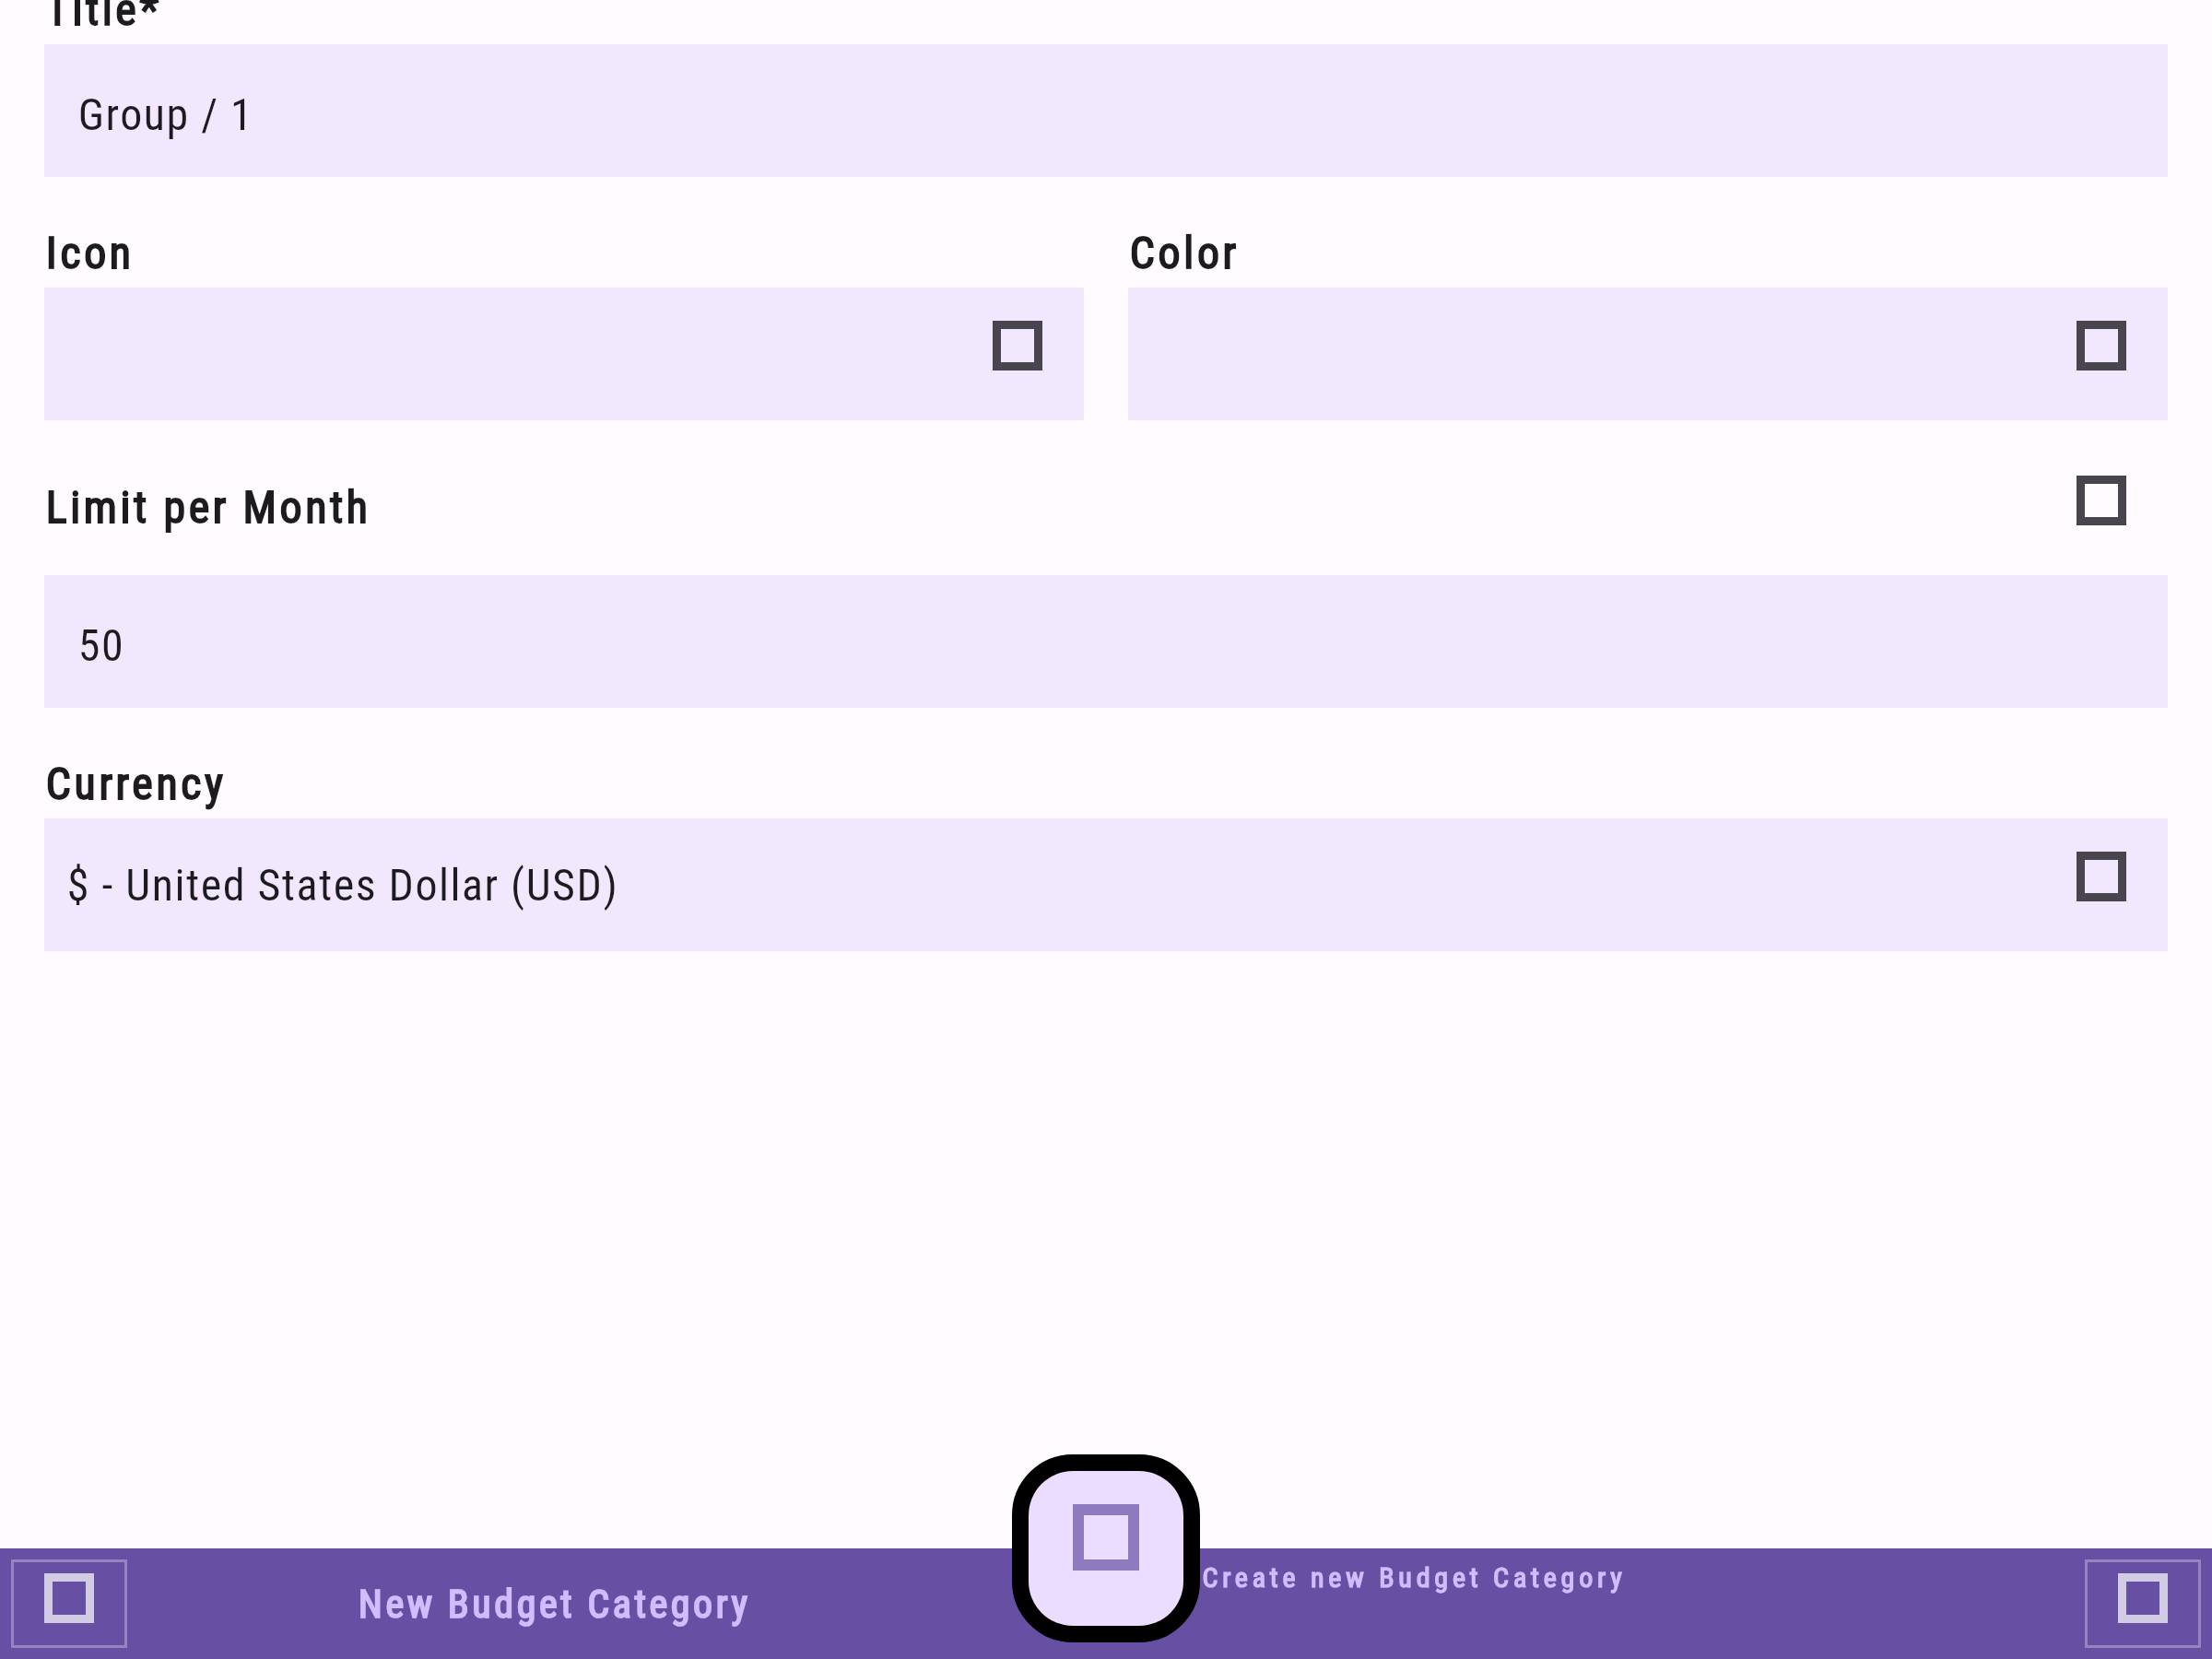 Title*
Group / 1
Icon
Color
Limit per Month
50
Currency
$ - United States Dollar (USD)
New Budget Category
Create new Budget Category